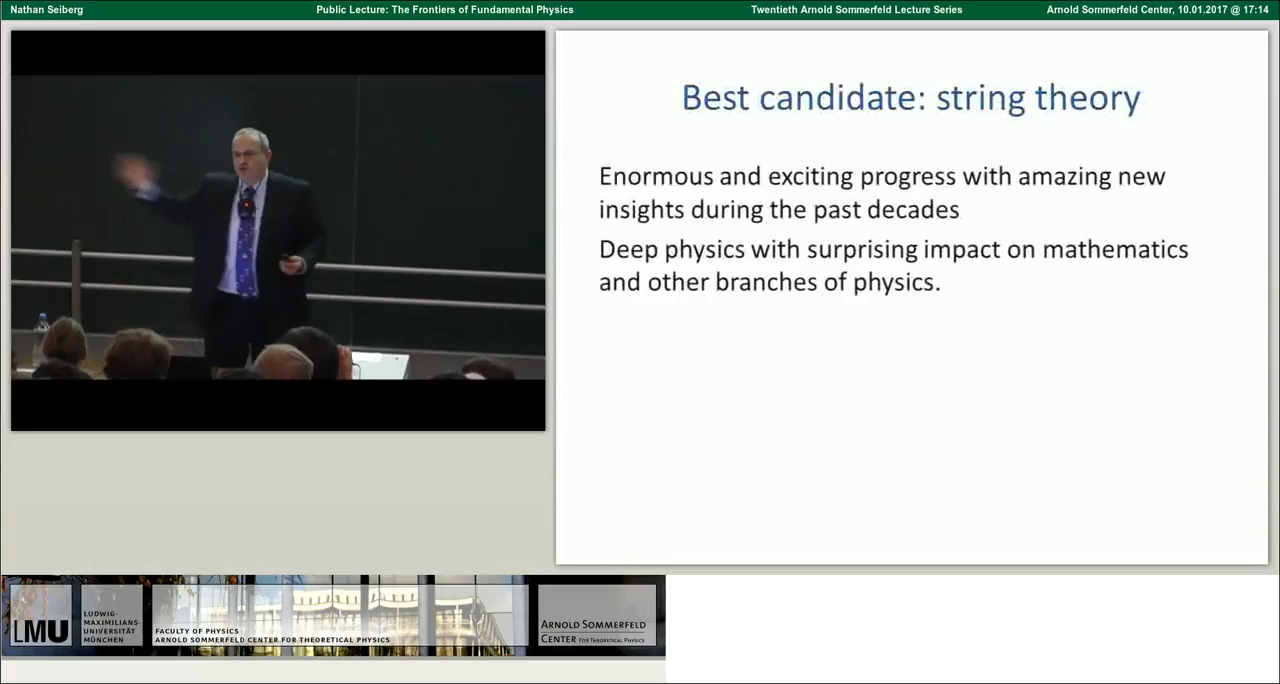 Nathan Seiberg
Public Lecture: The Frontiers of Fundamental Physics
Twentieth Arnold Sommerfeld Lecture Series
Arnold Sommerfeld Center, 10.01.2017 @ 17:14
Best candidate: string theory
Enormous and exciting progress with amazing new
insights during the past decades
Deep physics with surprising impact on mathematics
and other branches of physics.
LMU
LUDWIG-
MAXIMILIANS-
UNIVERSITÄT
MÜNCHEN
FACULTY OF PHYSICS
ARNOLD SOMMERFELD CENTER FOR THEORETICAL PHYSICS
ARNOLD SOMMERFELD
CENTER FOR THEORETICAL PHYSICS